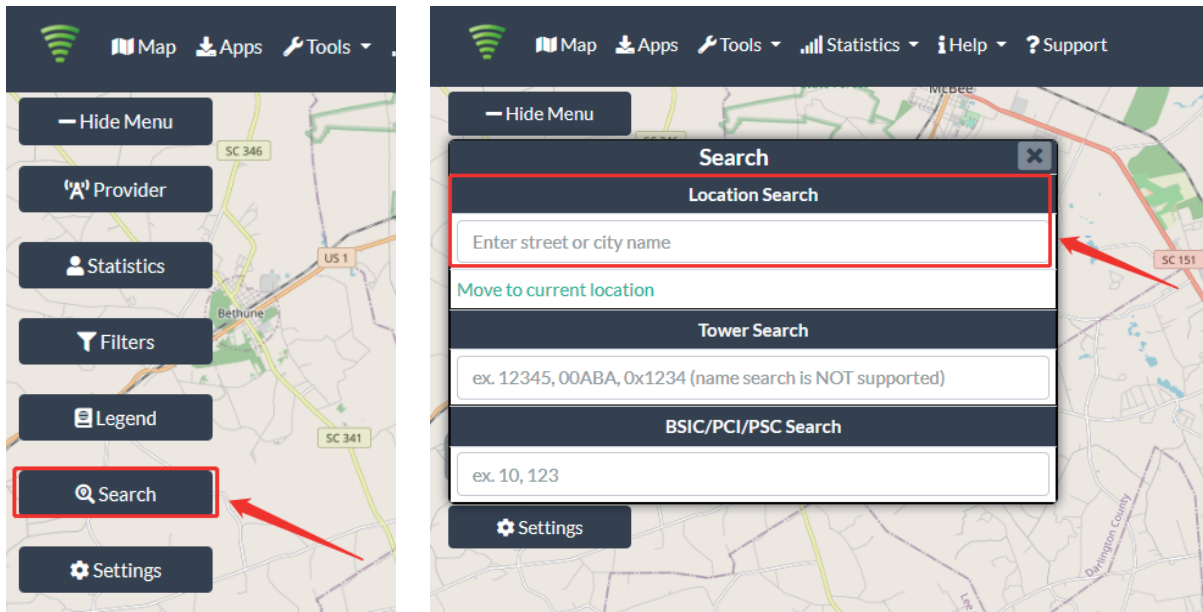 Map Apps Tools
Hide Menu
SC 346
Provider
Statistics
US 1
Bethune
Filters
Legend
SC 341
Search
Settings
Map Apps Tools Statistics Help Support
McBee
Hide Menu
Search
Location Search
Enter street or city name
SC 151
Move to current location
Tower Search
ex. 12345, 00ABA, 0x1234 (name search is NOT supported)
BSIC/PCI/PSC Search
ex. 10, 123
Settings
Darlington County
Lee